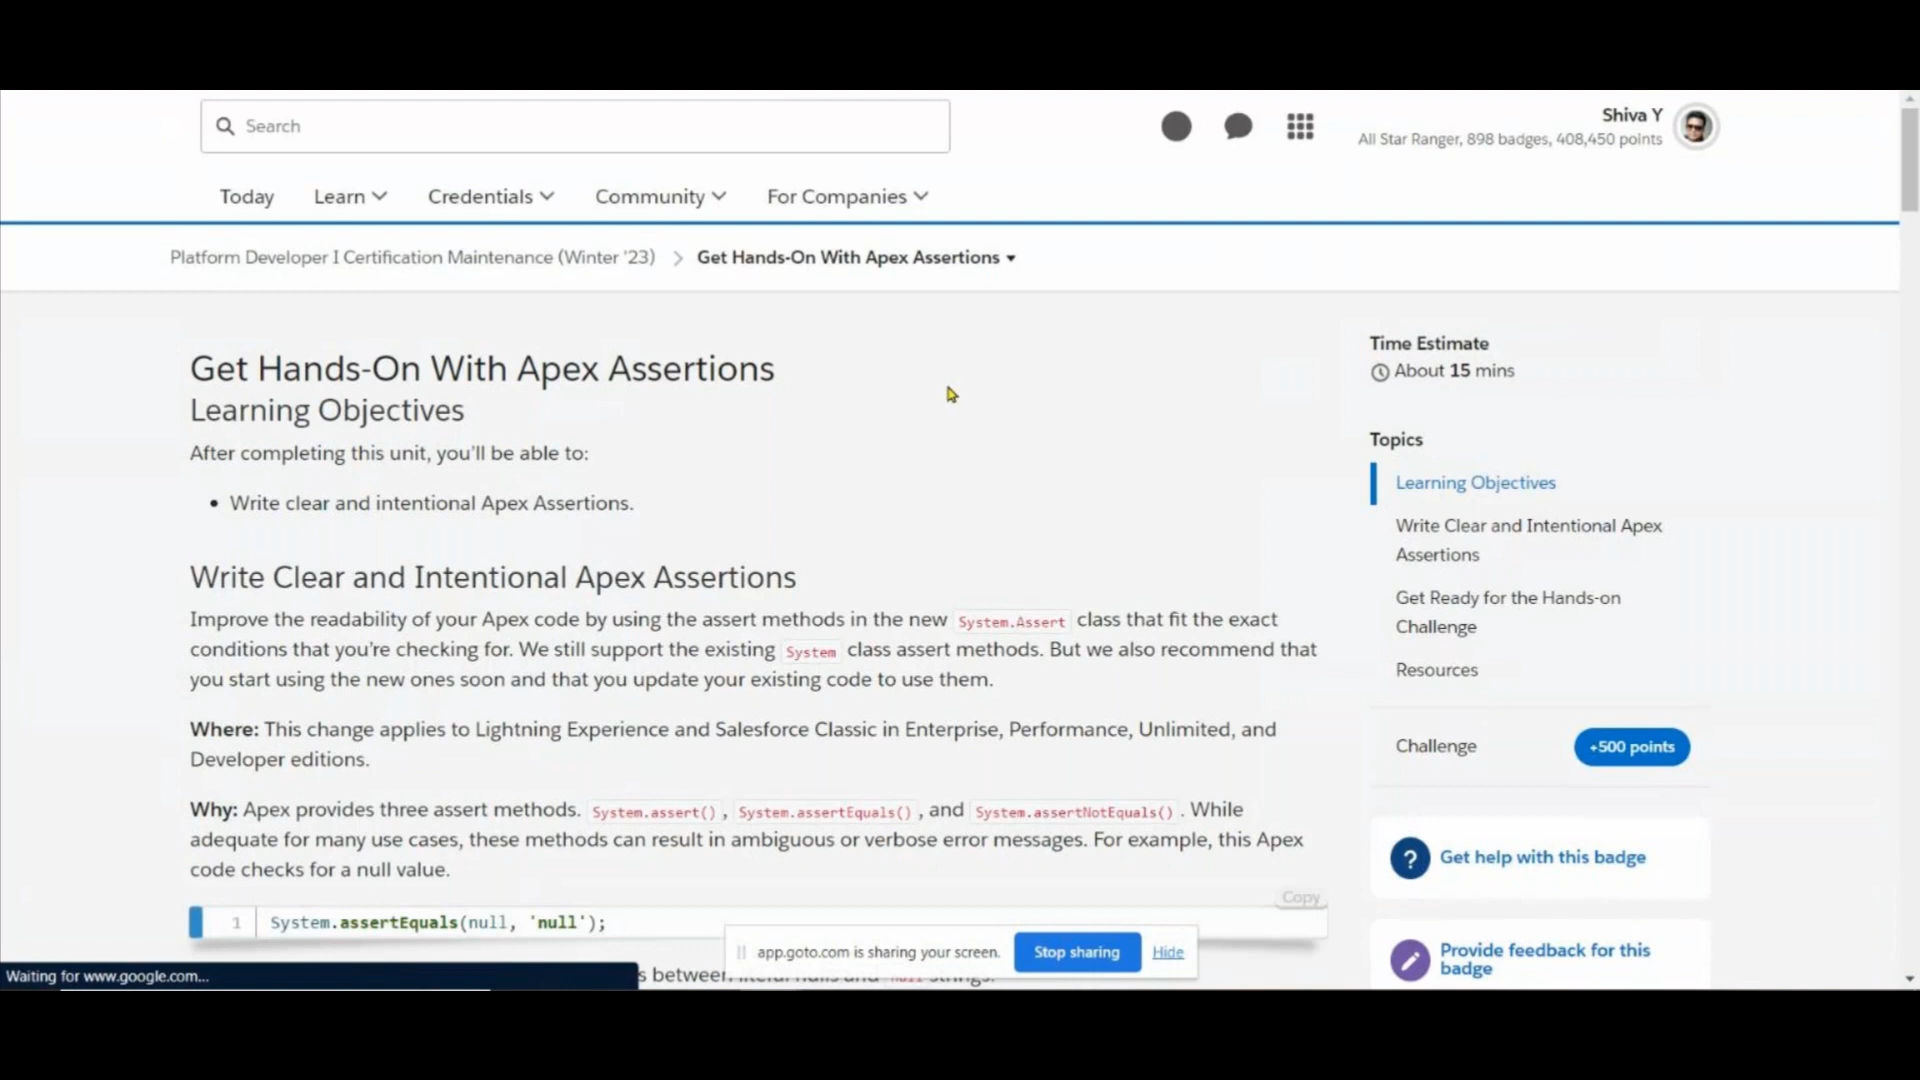 Search
Shiva Y
All Star Ranger, 898 badges, 408,450 points
Today
Learn
Credentials
Community
For Companies
Platform Developer I Certification Maintenance (Winter '23)
Get Hands-On With Apex Assertions
Get Hands-On With Apex Assertions
Learning Objectives
After completing this unit, you'll be able to:
• Write clear and intentional Apex Assertions.
Write Clear and Intentional Apex Assertions
Improve the readability of your Apex code by using the assert methods in the new System.Assert class that fit the exact
conditions that you're checking for. We still support the existing System class assert methods. But we also recommend that
you start using the new ones soon and that you update your existing code to use them.
Where: This change applies to Lightning Experience and Salesforce Classic in Enterprise, Performance, Unlimited, and
Developer editions.
Why: Apex provides three assert methods. System.assert(), System.assertEquals(), and System.assertNotEquals(). While
adequate for many use cases, these methods can result in ambiguous or verbose error messages. For example, this Apex
code checks for a null value.
Copy
1 System.assertEquals(null, 'null');
s between
Time Estimate
About 15 mins
Topics
Learning Objectives
Write Clear and Intentional Apex
Assertions
Get Ready for the Hands-on
Challenge
Resources
Challenge
+500 points
? Get help with this badge
Provide feedback for this
badge
app.goto.com is sharing your screen.
Stop sharing
Hide
Waiting for www.google.com...